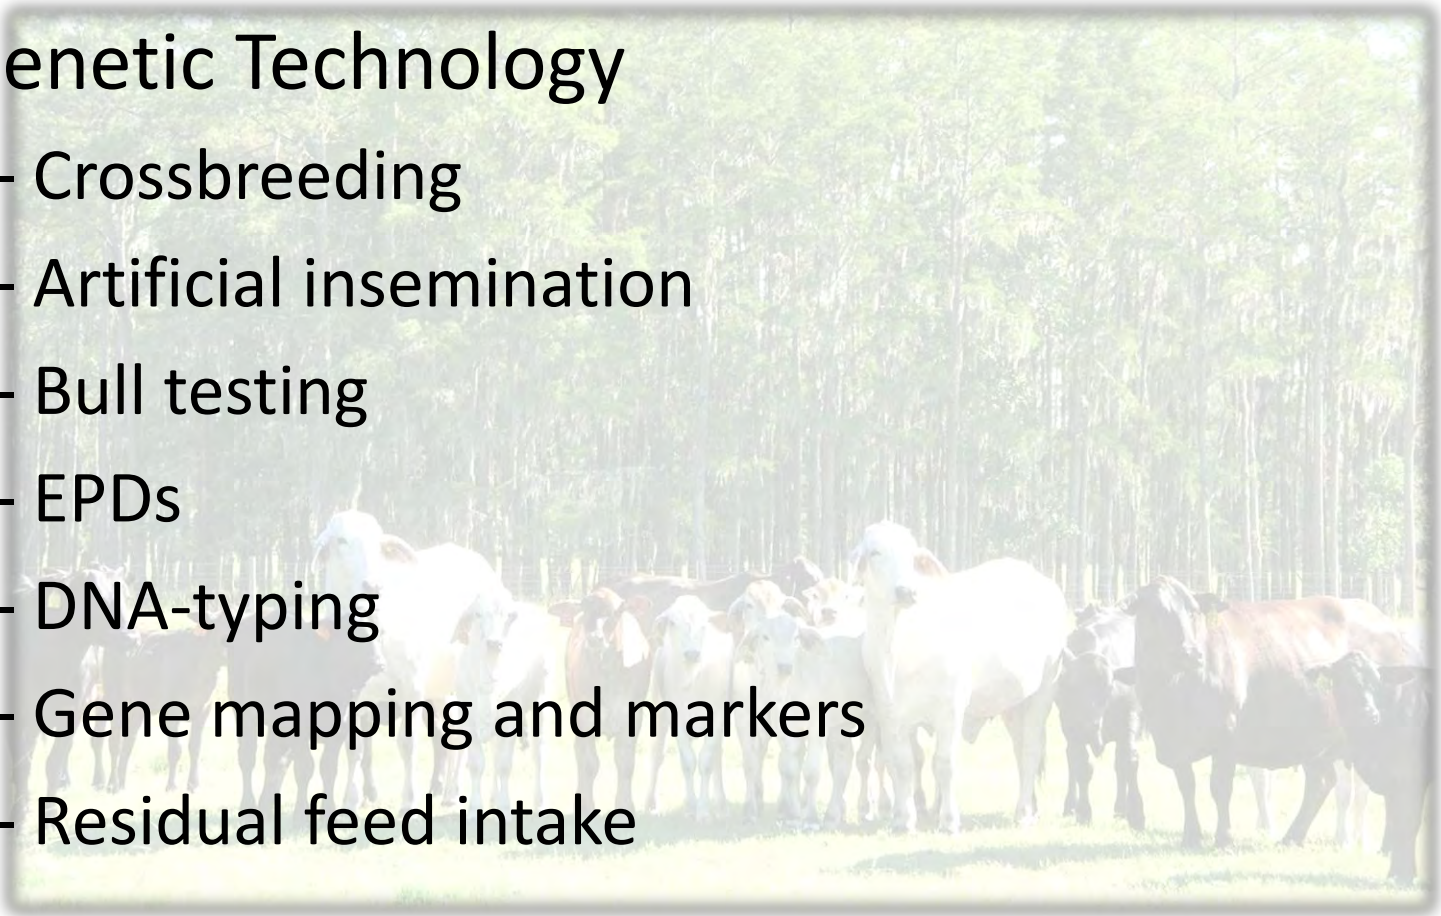 enetic Technology
- Crossbreeding
- Artificial insemination
- Bull testing
- EPDs
- DNA-typing
- Gene mapping and markers
- Residual feed intake